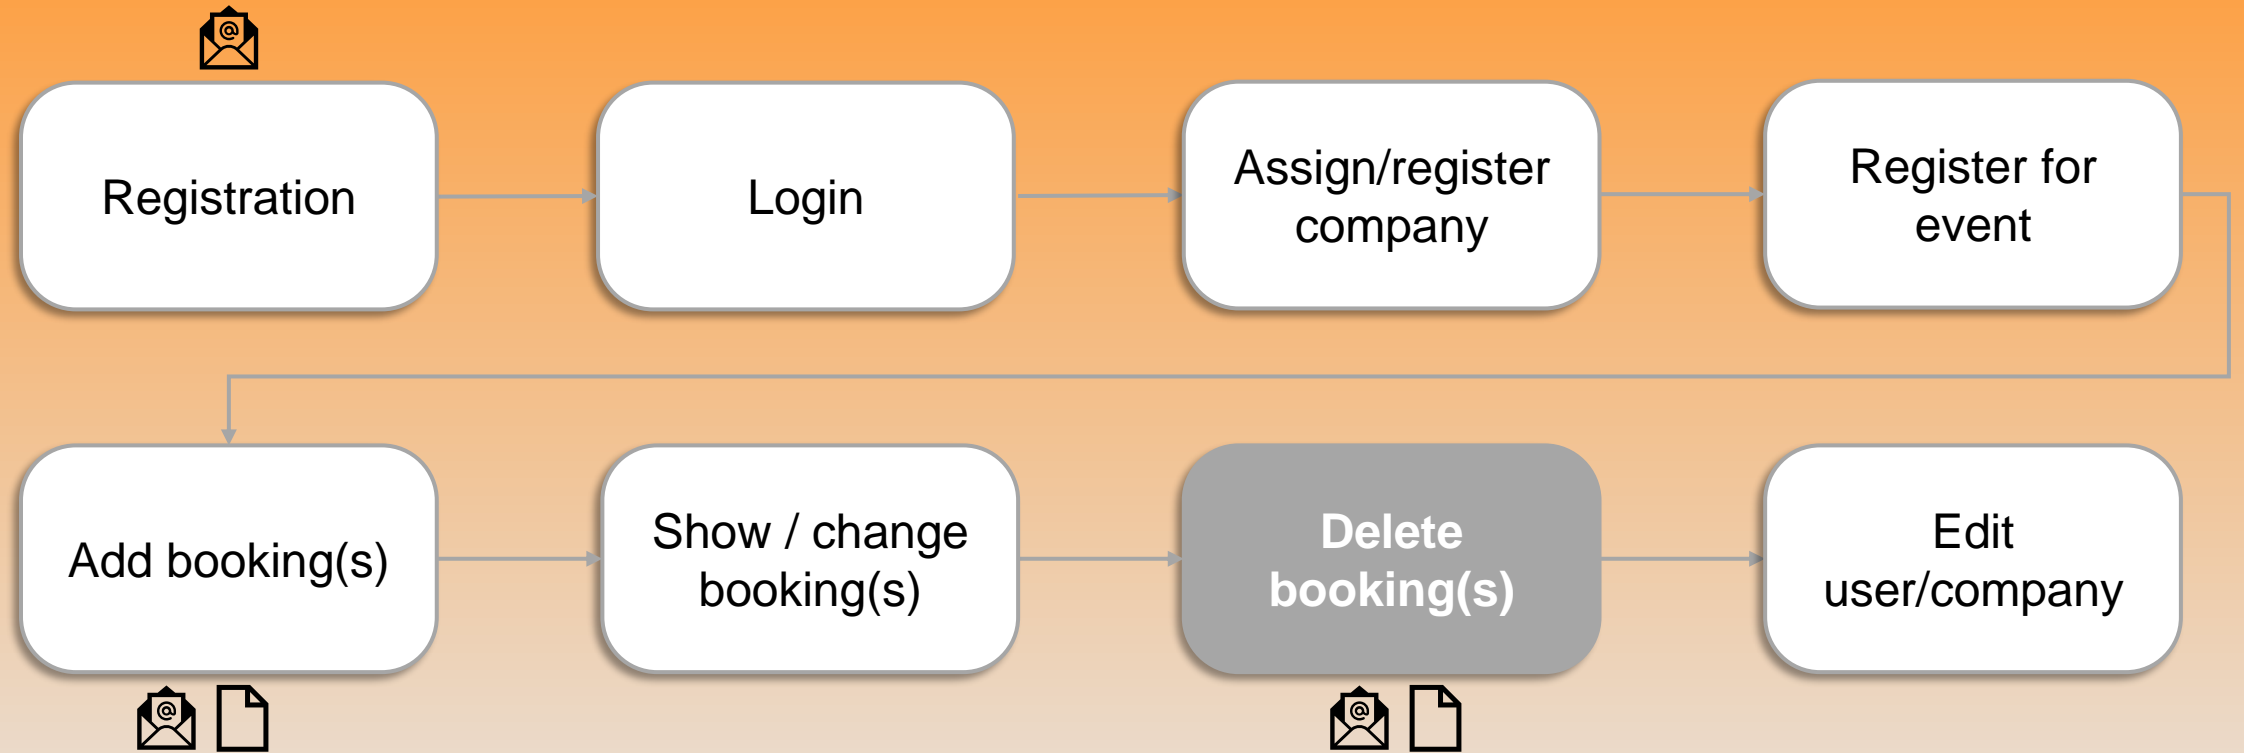 @
Registration
Login
Assign/register
company
Register for
event
Add booking(s)
Show / change
booking(s)
Delete
booking(s)
Edit
user/company
@
@